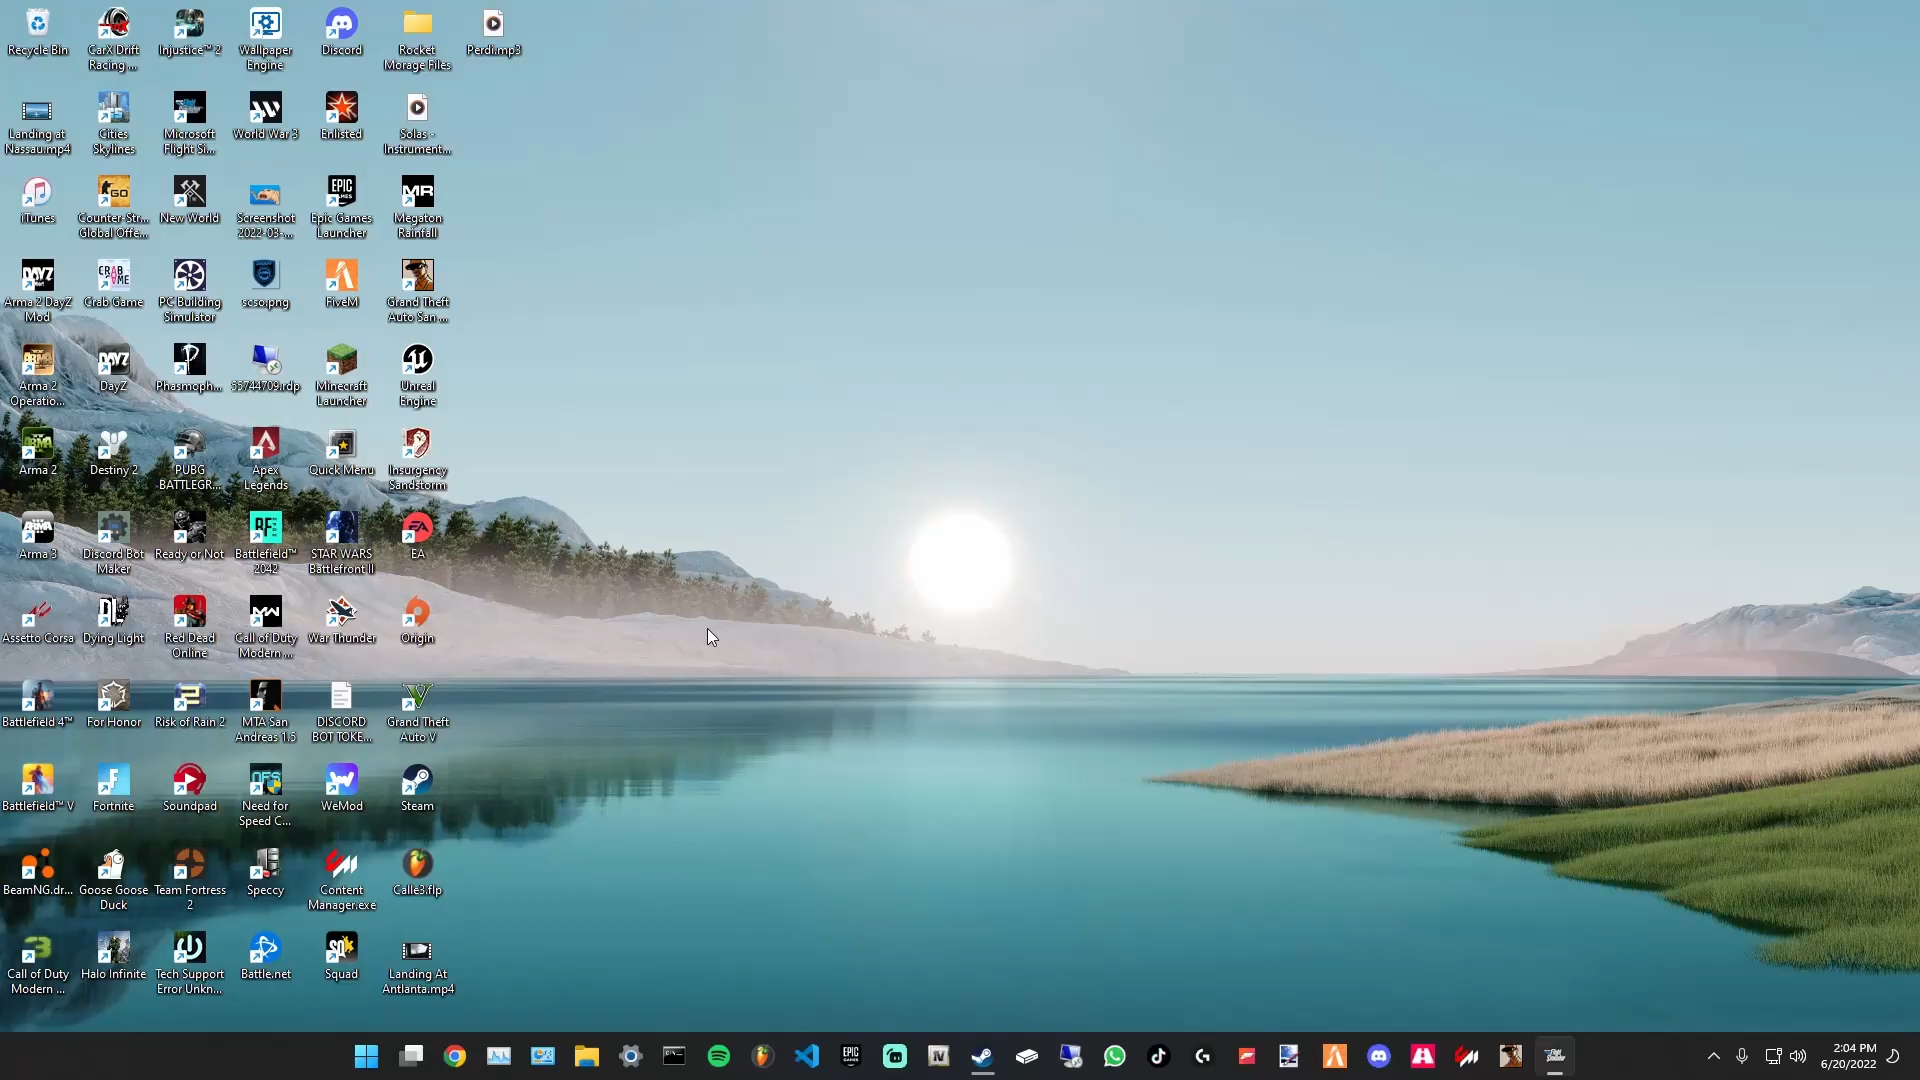 Recycle Bin
CarX Drift
Racing ...
Injustice™ 2
Wallpaper
Engine
Discord
Rocket
Morage Files
Perdi.mp3
Landing at
Nassau.mp4
Cities
Skylines
Microsoft
Flight Si...
World War 3
Enlisted
Solas -
Instrument...
iTunes
Counter-Str...
Global Offe...
New World
Screenshot
2022-03-...
Epic Games
Launcher
Megaton
Rainfall
Arma 2 DayZ
Mod
Crab Game
PC Building
Simulator
scso.png
FiveM
Grand Theft
Auto San ...
Arma 2
Operatio...
DayZ
Phasmoph...
Minecraft
Launcher
Unreal
Engine
Arma 2
Destiny 2
PUBG
BATTLEGR...
Apex
Legends
Quick Menu
Insurgency
Sandstorm
Arma 3
Discord Bot
Maker
Ready or Not
Battlefield™
2042
STAR WARS
Battlefront II
EA
Assetto Corsa
Dying Light
Red Dead
Online
Call of Duty
Modern ...
War Thunder
Origin
Battlefield 4™
For Honor
Risk of Rain 2
MTA San
Andreas 1.5
DISCORD
BOT TOKE...
Grand Theft
Auto V
Battlefield™ V
Fortnite
Soundpad
Need for
Speed C...
WeMod
Steam
BeamNG.dr...
Goose Goose
Duck
Team Fortress
2
Speccy
Content
Manager.exe
Calle3.flp
Call of Duty
Modern ...
Halo Infinite
Tech Support
Error Unkn...
Battle.net
Squad
Landing At
Antlanta.mp4
2:04 PM
6/20/2022